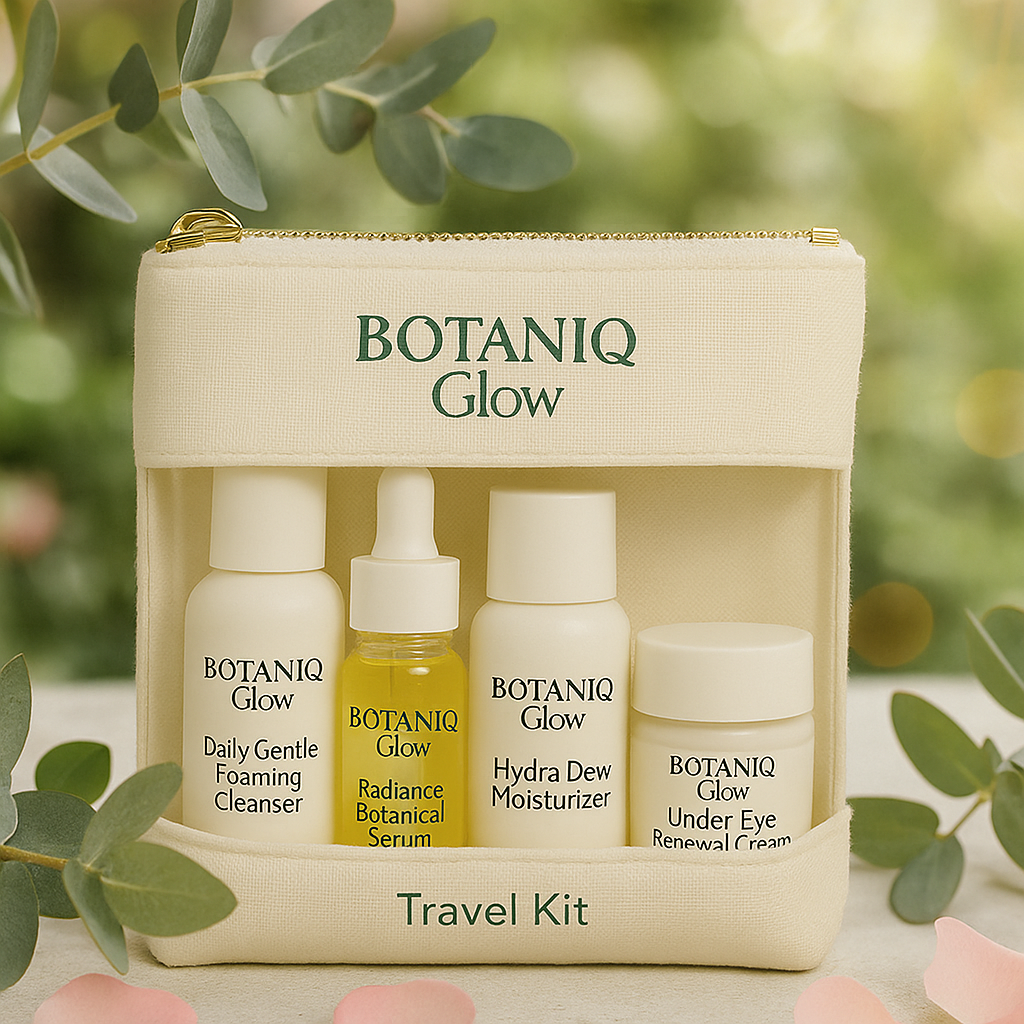 BOTANIQ
Glow
BOTANIQ
Glow
Daily Gentle
Foaming
Cleanser
BOTANIQ
Glow
Radiance
Botanical
Serum
BOTANIQ
Glow
Hydra Dew
Moisturizer
BOTANIQ
Glow
Under Eye
Renewal Cream
Travel Kit